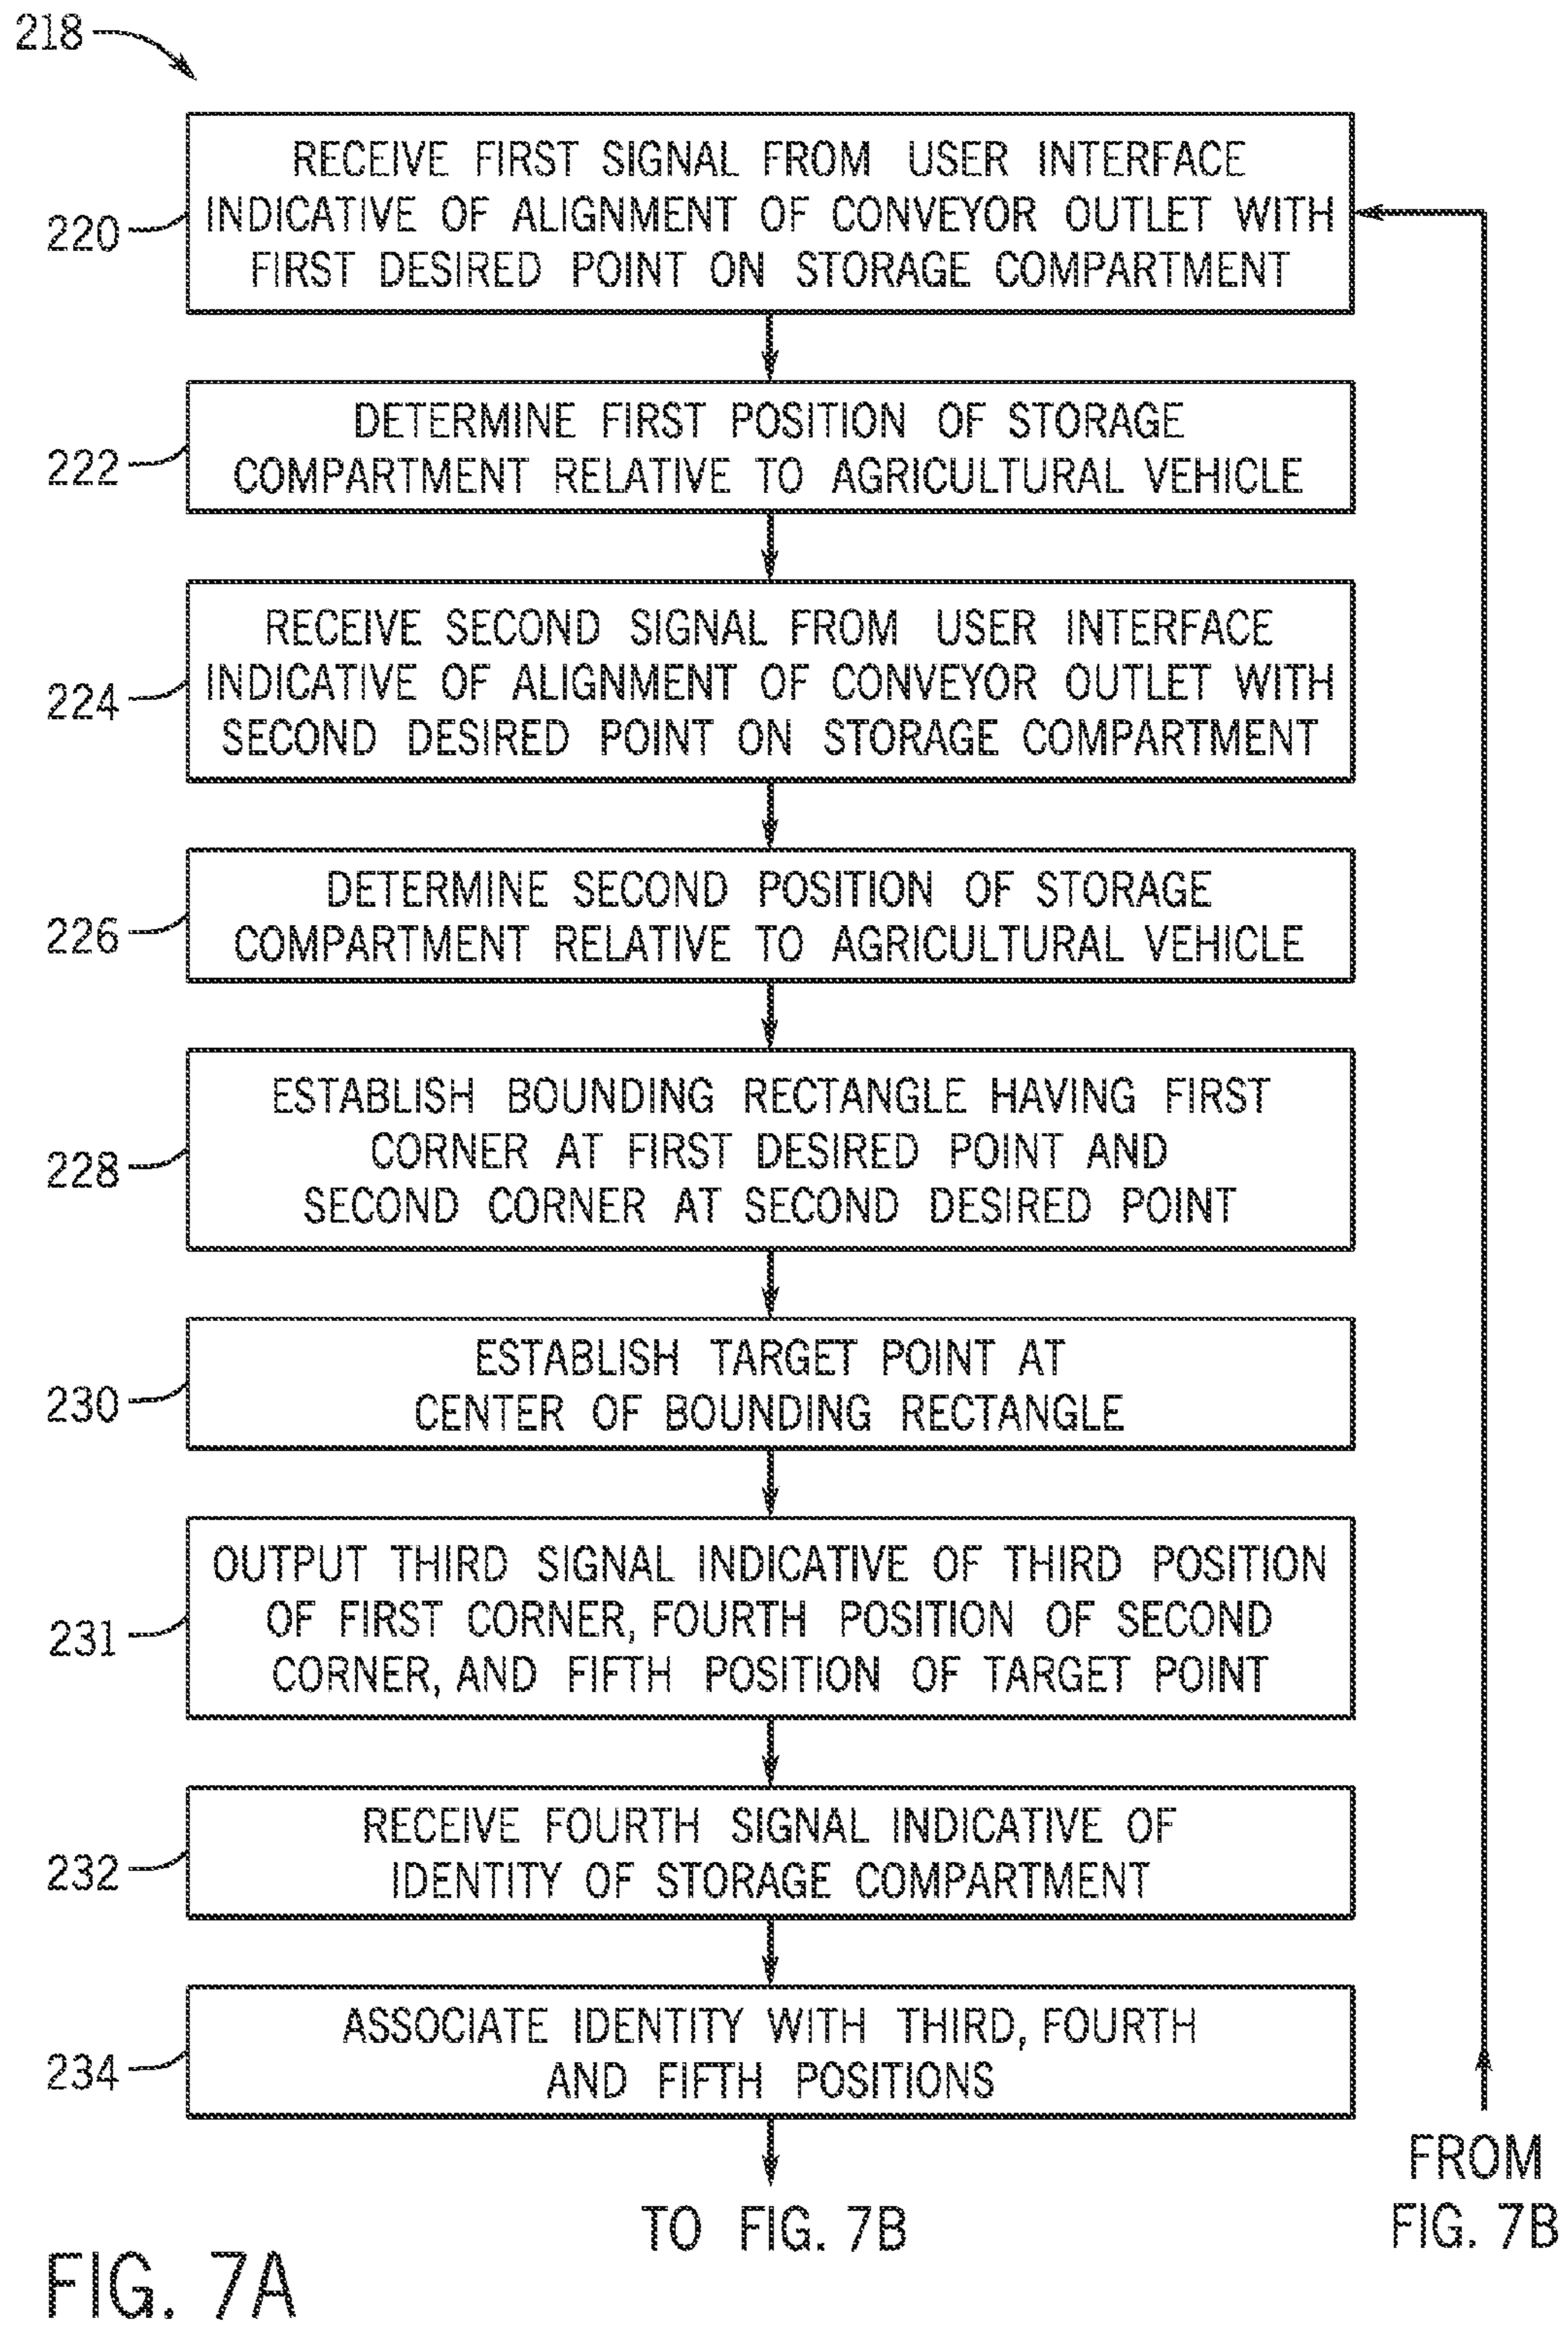 218
RECEIVE FIRST SIGNAL FROM USER INTERFACE
INDICATIVE OF ALIGNMENT OF CONVEYOR OUTLET WITH
FIRST DESIRED POINT ON STORAGE COMPARTMENT
220
DETERMINE FIRST POSITION OF STORAGE
COMPARTMENT RELATIVE TO AGRICULTURAL VEHICLE
222
RECEIVE SECOND SIGNAL FROM USER INTERFACE
INDICATIVE OF ALIGNMENT OF CONVEYOR OUTLET WITH
SECOND DESIRED POINT ON STORAGE COMPARTMENT
224
DETERMINE SECOND POSITION OF STORAGE
COMPARTMENT RELATIVE TO AGRICULTURAL VEHICLE
226
ESTABLISH BOUNDING RECTANGLE HAVING FIRST
CORNER AT FIRST DESIRED POINT AND
SECOND CORNER AT SECOND DESIRED POINT
228
ESTABLISH TARGET POINT AT
CENTER OF BOUNDING RECTANGLE
230
OUTPUT THIRD SIGNAL INDICATIVE OF THIRD POSITION
OF FIRST CORNER, FOURTH POSITION OF SECOND
CORNER, AND FIFTH POSITION OF TARGET POINT
231
RECEIVE FOURTH SIGNAL INDICATIVE OF
IDENTITY OF STORAGE COMPARTMENT
232
ASSOCIATE IDENTITY WITH THIRD, FOURTH
AND FIFTH POSITIONS
234
TO FIG. 7B
FROM
FIG. 7B
FIG. 7A